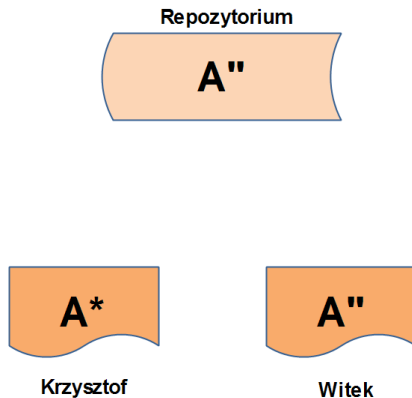 Repozytorium
A"
A*
A"
Krzysztof
Witek